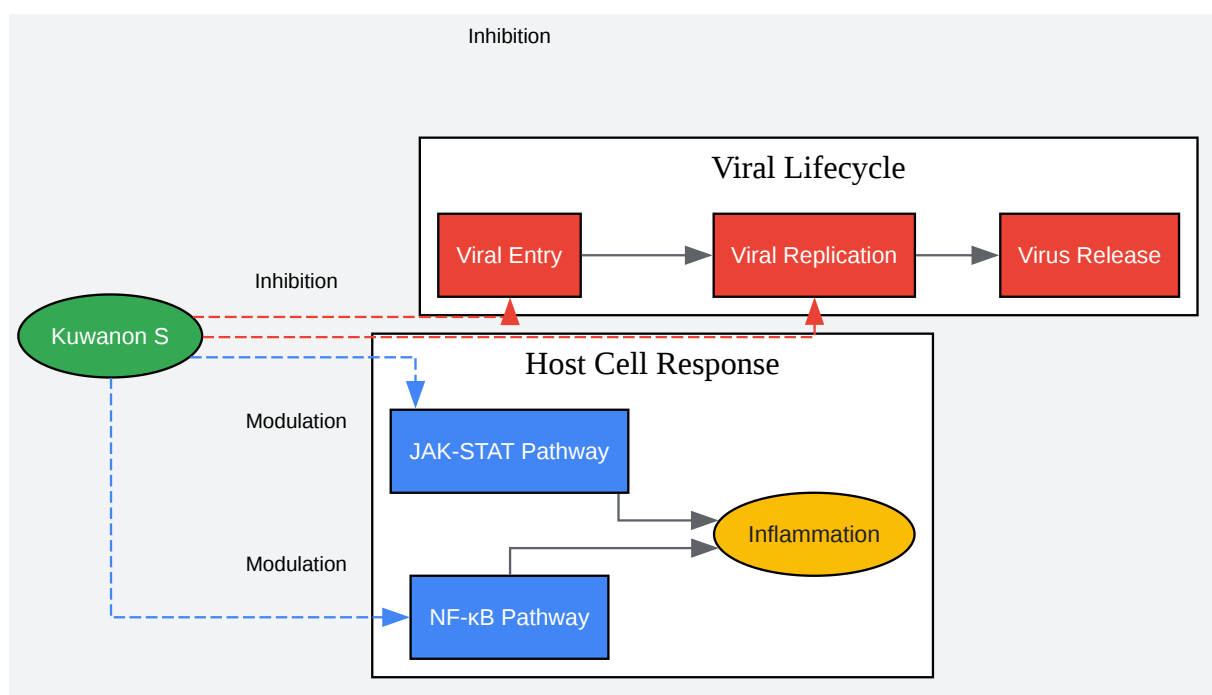 Inhibition
Viral Lifecycle
Viral Entry
Viral Replication
Virus Release
Inhibition
Kuwanon S
Host Cell Response
Modulation
JAK-STAT Pathway
Inflammation
Modulation
NF-κB Pathway